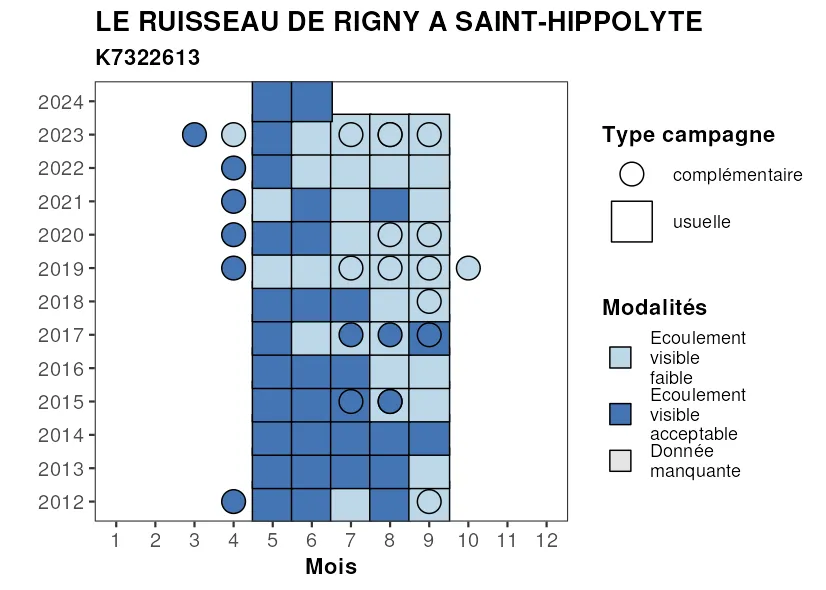 LE RUISSEAU DE RIGNY A SAINT-HIPPOLYTE
K7322613
2024
2023
2022
2021
2020
2019
2018
2017
2016
2015
2014
2013
2012
1 2 3 4 5 6 7 8 9 10 11 12
Mois
Type campagne
complémentaire
usuelle
Modalités
Ecoulement
visible
faible
Ecoulement
visible
acceptable
Donnée
manquante